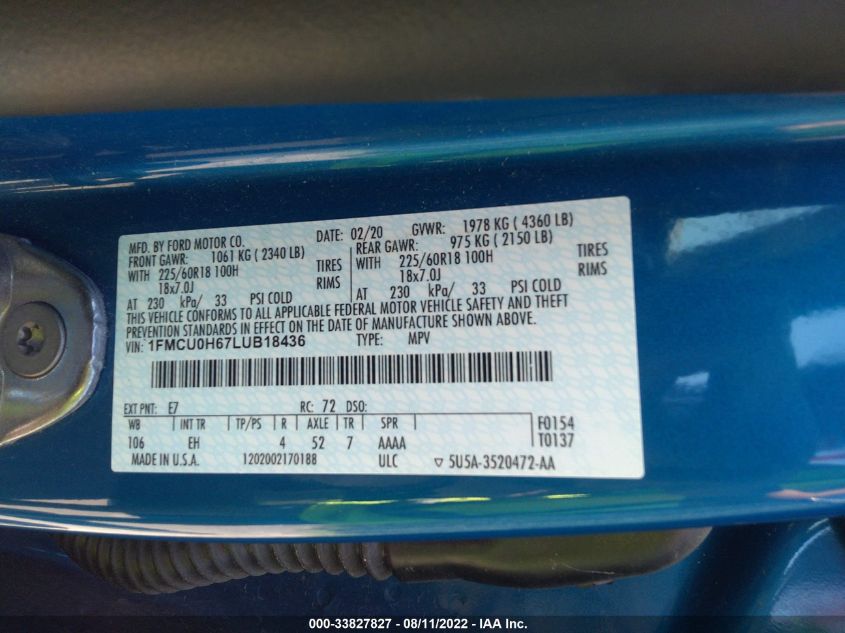 MFD. BY FORD MOTOR CO.
DATE: 02/20 GVWR: 1978 KG ( 4360 LB)
FRONT GAWR: 1061 KG ( 2340 LB) REAR GAWR: 975 KG ( 2150 LB)
WITH 225/60R18 100H TIRES WITH 225/60R18 100H TIRES
18x7.0J RIMS 18x7.0J RIMS
AT 230 kPa/ 33 PSI COLD AT 230 kPa/ 33 PSI COLD
THIS VEHICLE CONFORMS TO ALL APPLICABLE FEDERAL MOTOR VEHICLE SAFETY AND THEFT
PREVENTION STANDARDS IN EFFECT ON THE DATE OF MANUFACTURE SHOWN ABOVE.
VIN: 1FMCU0H67LUB18436 TYPE: MPV
EXT PNT: E7 RC: 72 DSO:
WB INT TR TP/PS R AXLE TR SPR F0154
106 EH 4 52 7 AAAA T0137
MADE IN U.S.A. 1202002170188 ULC ▽ 5U5A-3520472-AA
000-33827827 - 08/11/2022 - IAAI.com/US/Inc.